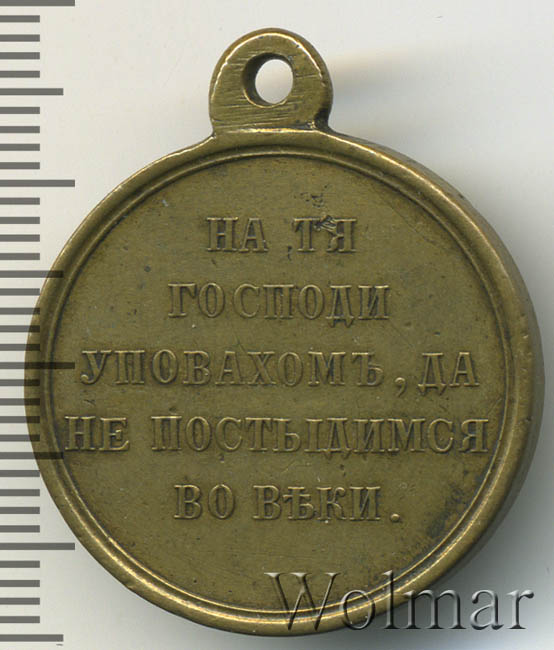 НА ТЯ
ГОСПОДИ
УПОВАХОМЪ, ДА
НЕ ПОСТЫДИМСЯ
ВО ВѢКИ.
Wolmar